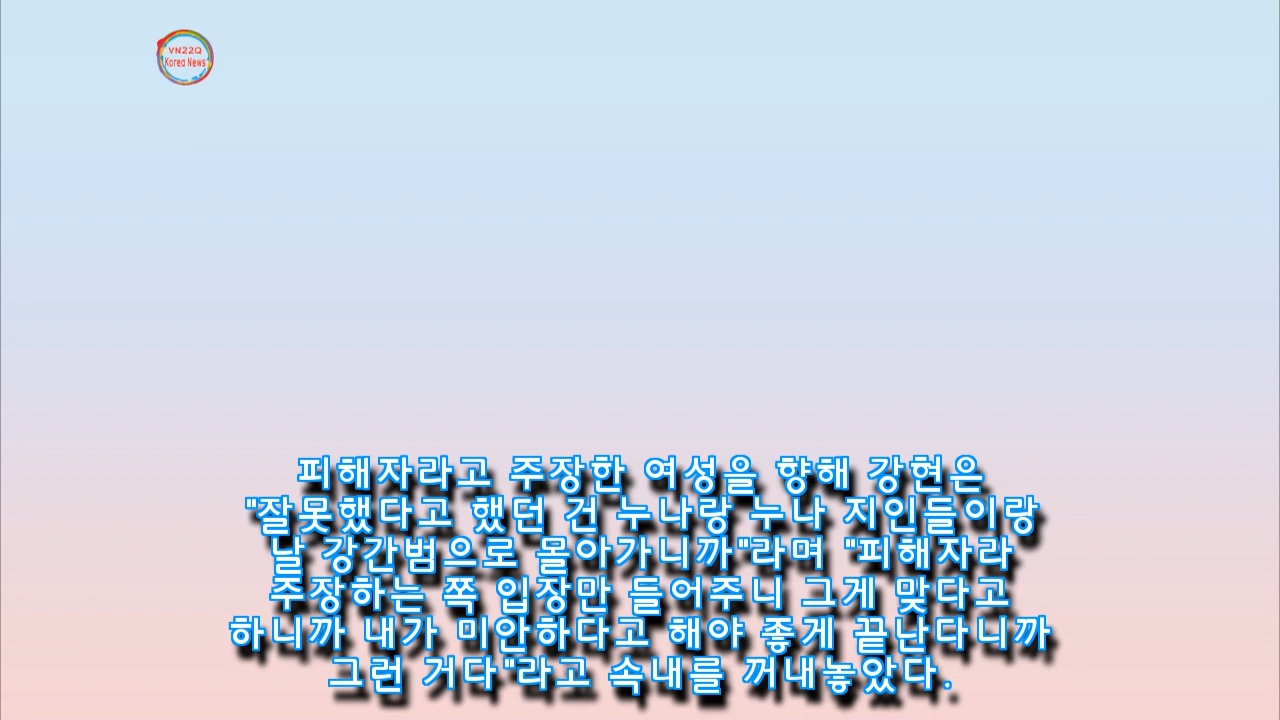 VN22Q
Korea News
피해자라고 주장한 여성을 향해 강현은
"잘못했다고 했던 건 누나랑 누나 지인들이랑
날 강간범으로 몰아가니까"라며 "피해자라
주장하는 쪽 입장만 들어주니 그게 맞다고
하니까 내가 미안하다고 해야 좋게 끝난다니까
그런 거다"라고 속내를 꺼내놓았다.